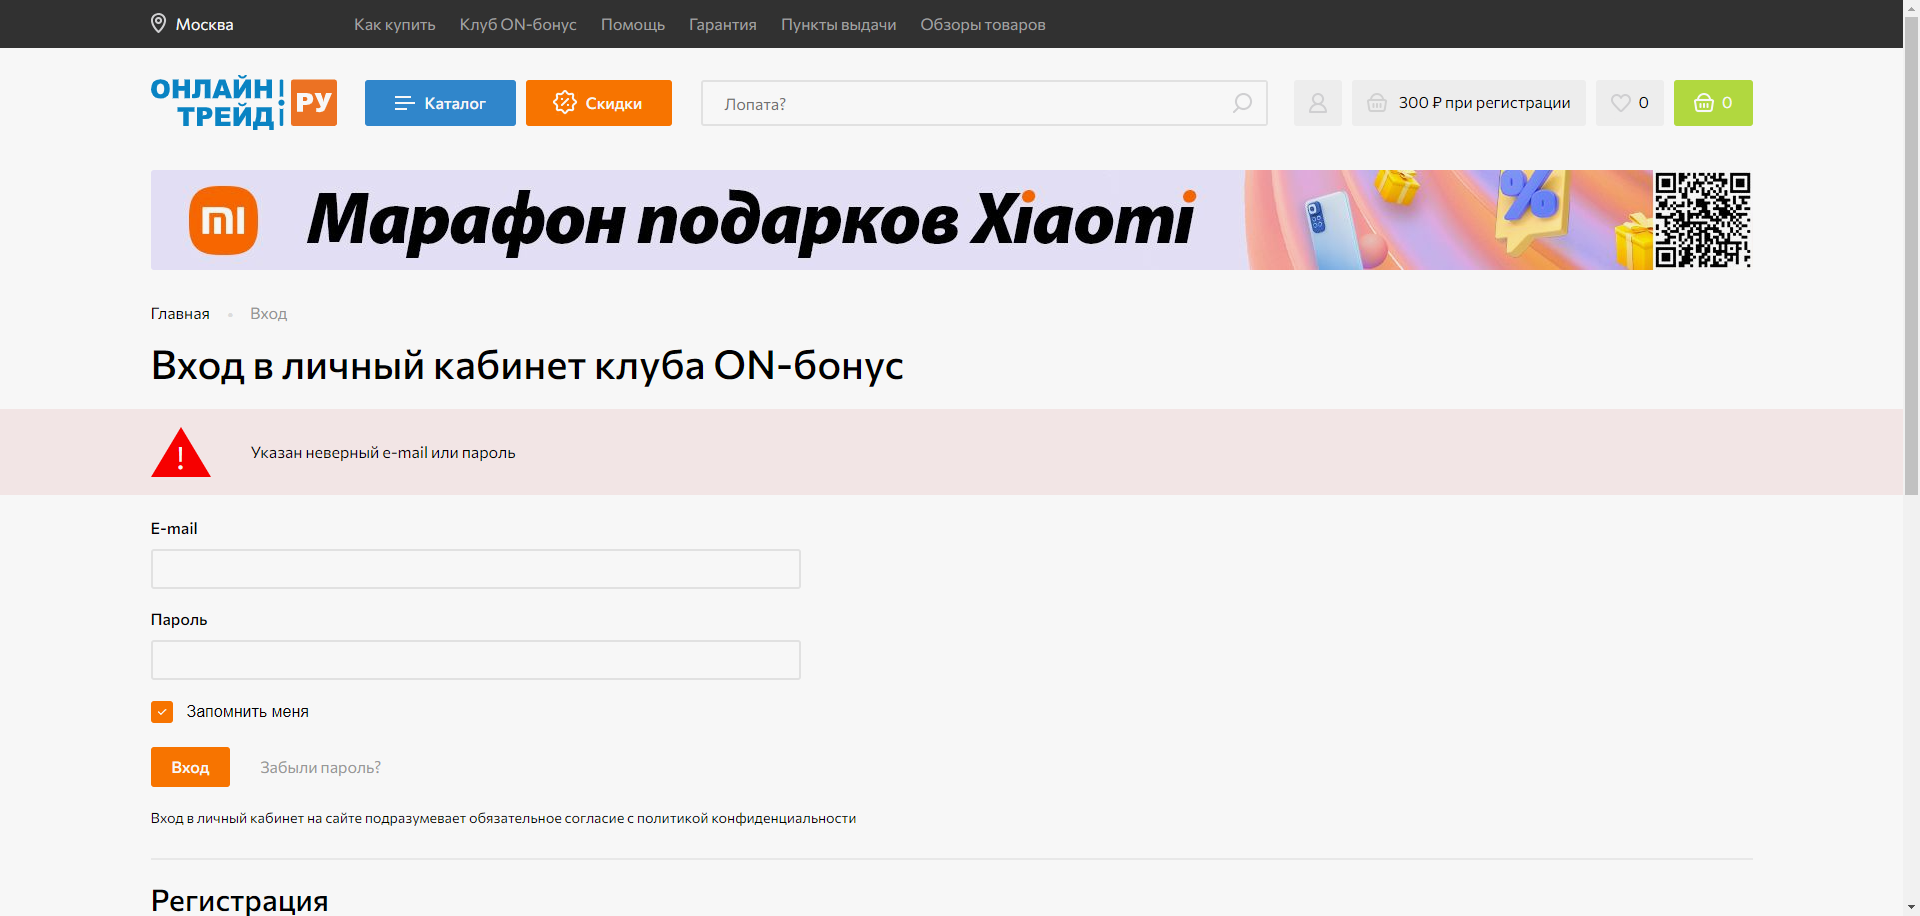 Москва
Как купить
Клуб ON-бонус
Помощь
Гарантия
Пункты выдачи
Обзоры товаров
ОНЛАЙН
ТРЕЙД
РУ
Каталог
Скидки
Лопата?
300 ₽ при регистрации
0
0
mi
Марафон подарков Xiaomi
%
Главная
Вход
Вход в личный кабинет клуба ON-бонус
Указан неверный e-mail или пароль
E-mail
Пароль
Запомнить меня
Вход
Забыли пароль?
Вход в личный кабинет на сайте подразумевает обязательное согласие с политикой конфиденциальности
Регистрация